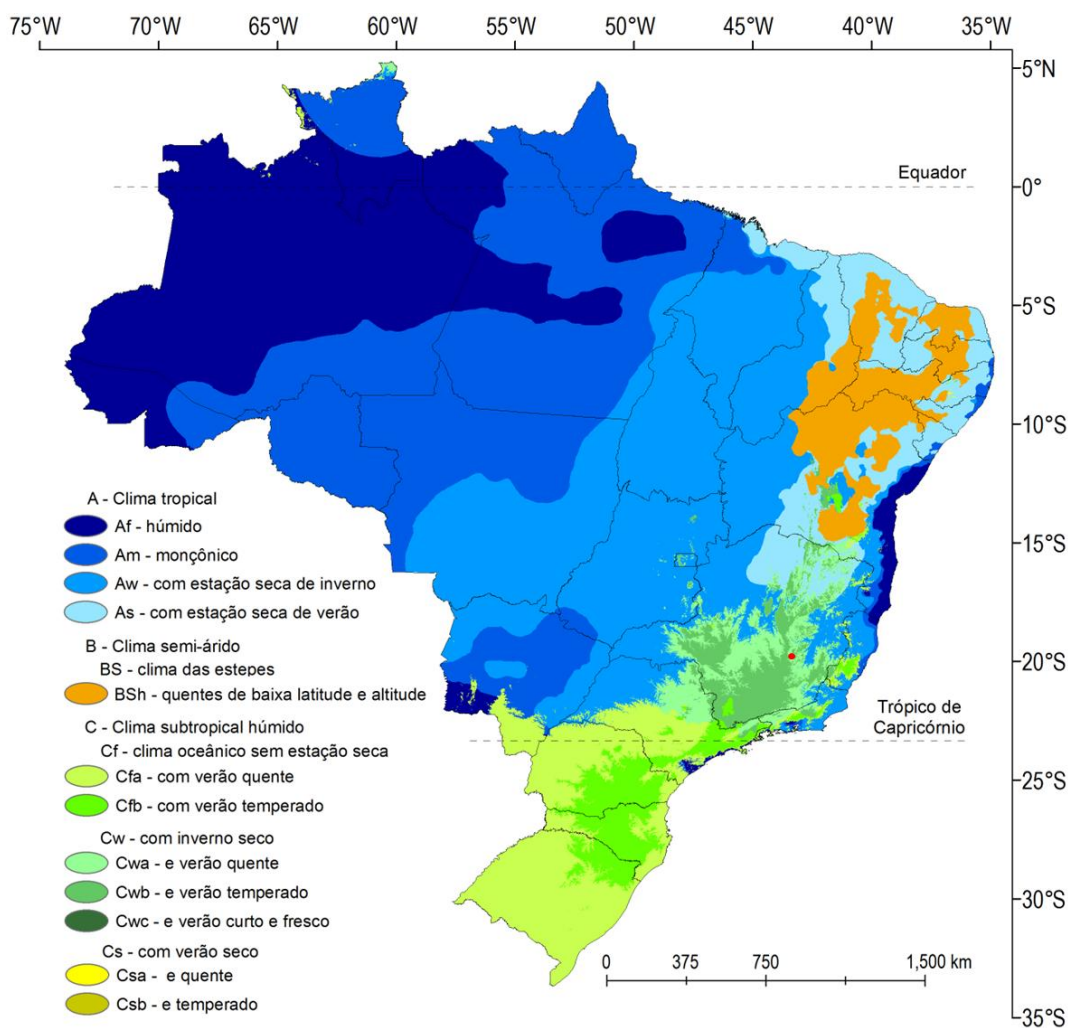 75°W 70°W 65°W 60°W 55°W 50°W 45°W 40°W 35°W
5°N
Equador
0°
5°S
10°S
A - Clima tropical
Af - húmido
Am - monçônico
15°S
Aw - com estação seca de inverno
As - com estação seca de verão
B - Clima semi-árido
BS - clima das estepes
20°S
BSh - quentes de baixa latitude e altitude
Trópico de
Capricórnio
C - Clima subtropical húmido
Cf - clima oceânico sem estação seca
Cfa - com verão quente
25°S
Cfb - com verão temperado
Cw - com inverno seco
Cwa - e verão quente
Cwb - e verão temperado
30°S
Cwc - e verão curto e fresco
Cs - com verão seco
0 375 750 1,500 km
Csa - e quente
Csb - e temperado
35°S